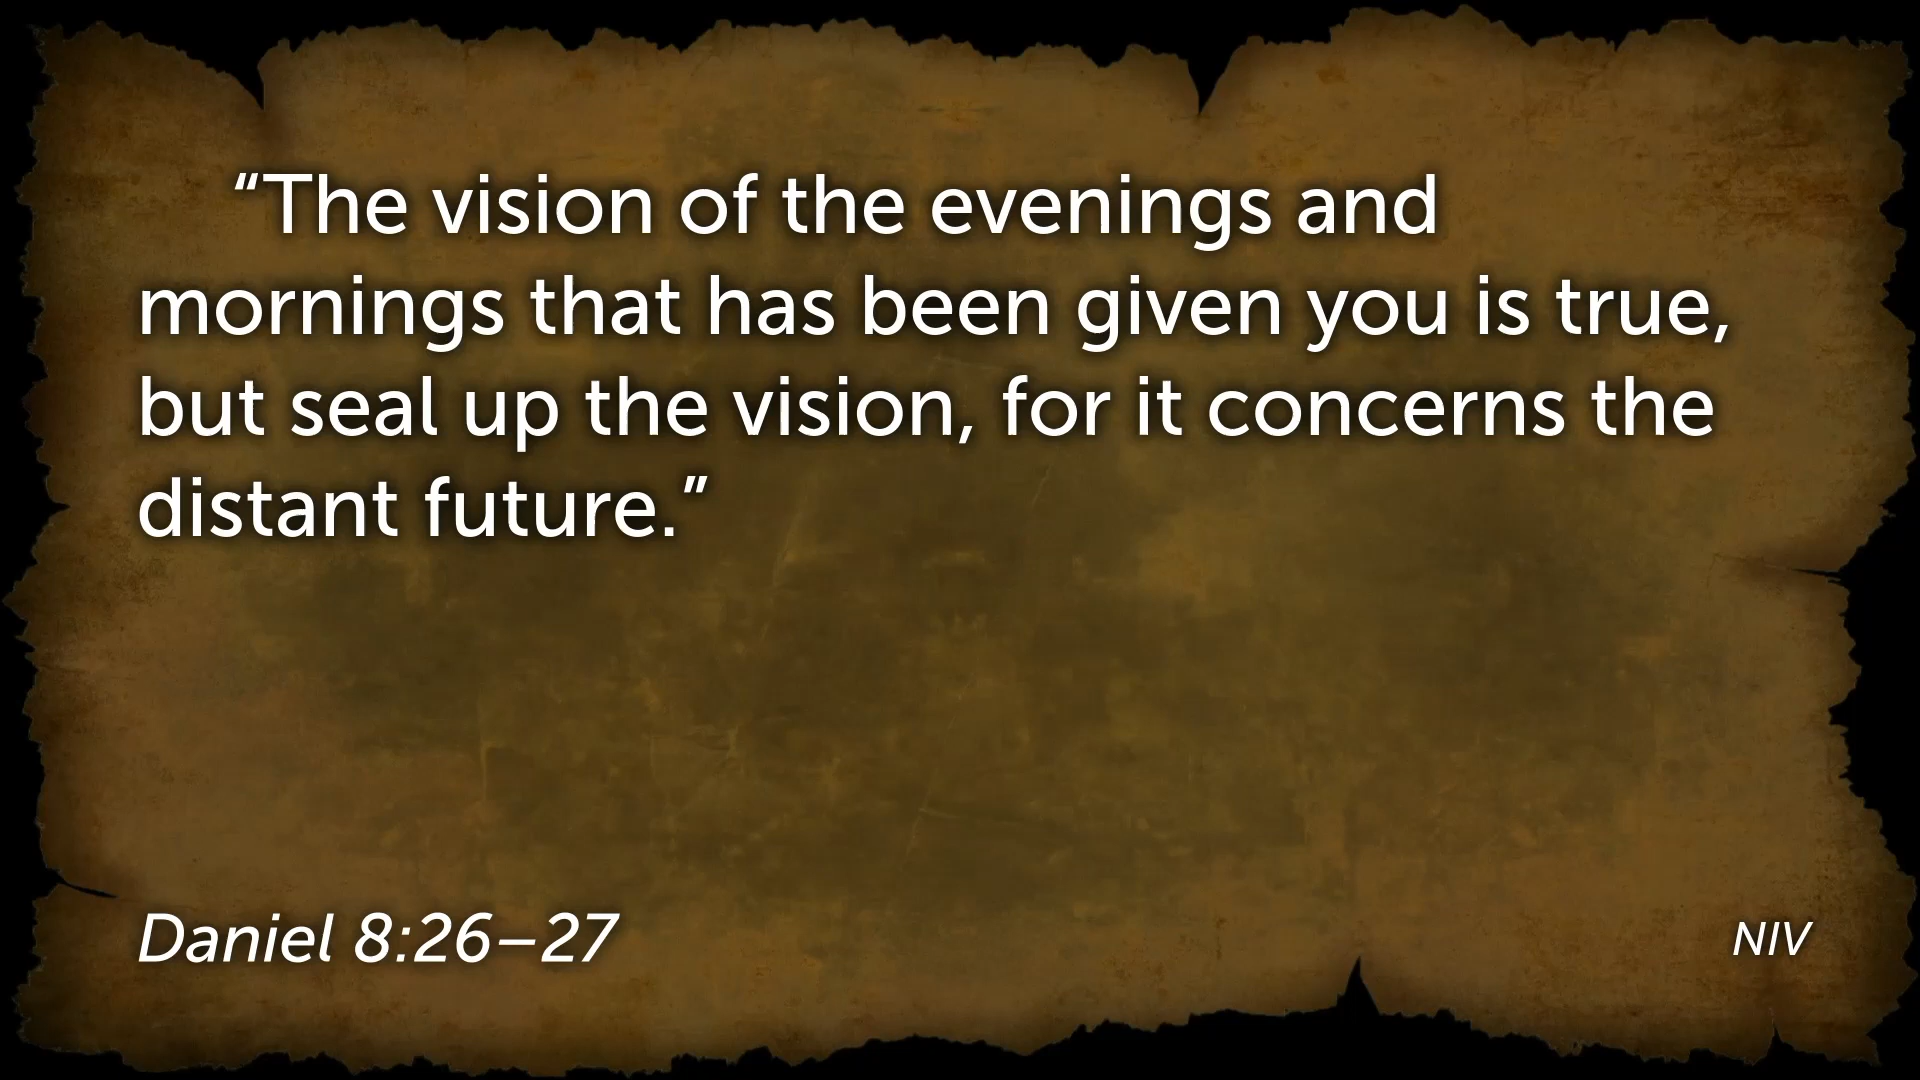 “The vision of the evenings and
mornings that has been given you is true,
but seal up the vision, for it concerns the
distant future.”
Daniel 8:26–27
NIV